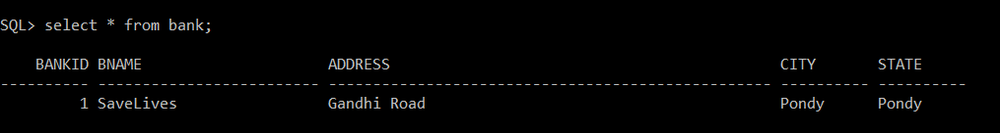 SQL> select * from bank;
BANKID BNAME ADDRESS CITY STATE
---------- ------------------------- -------------------------------------------------- ---------- ----------
1 SaveLives Gandhi Road Pondy Pondy